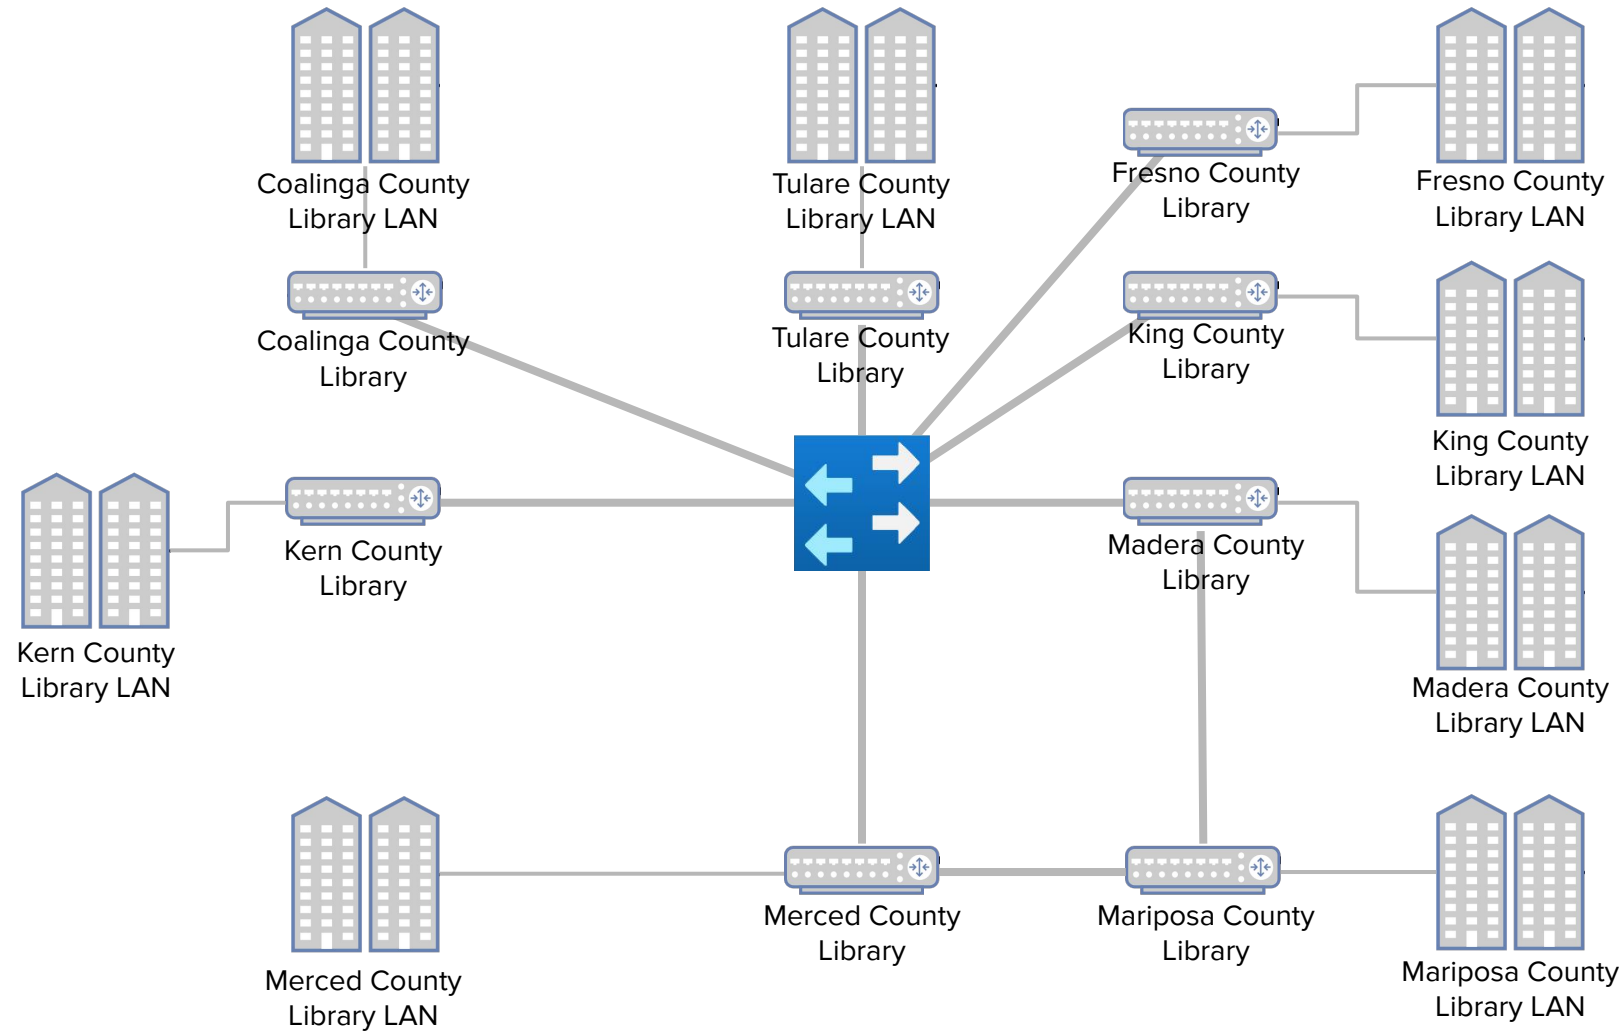 Coalinga County
Library LAN
Tulare County
Library LAN
Fresno County
Library
Fresno County
Library LAN
Coalinga County
Library
Tulare County
Library
King County
Library
King County
Library LAN
Kern County
Library
Madera County
Library
Kern County
Library LAN
Madera County
Library LAN
Merced County
Library LAN
Merced County
Library
Mariposa County
Library
Mariposa County
Library LAN